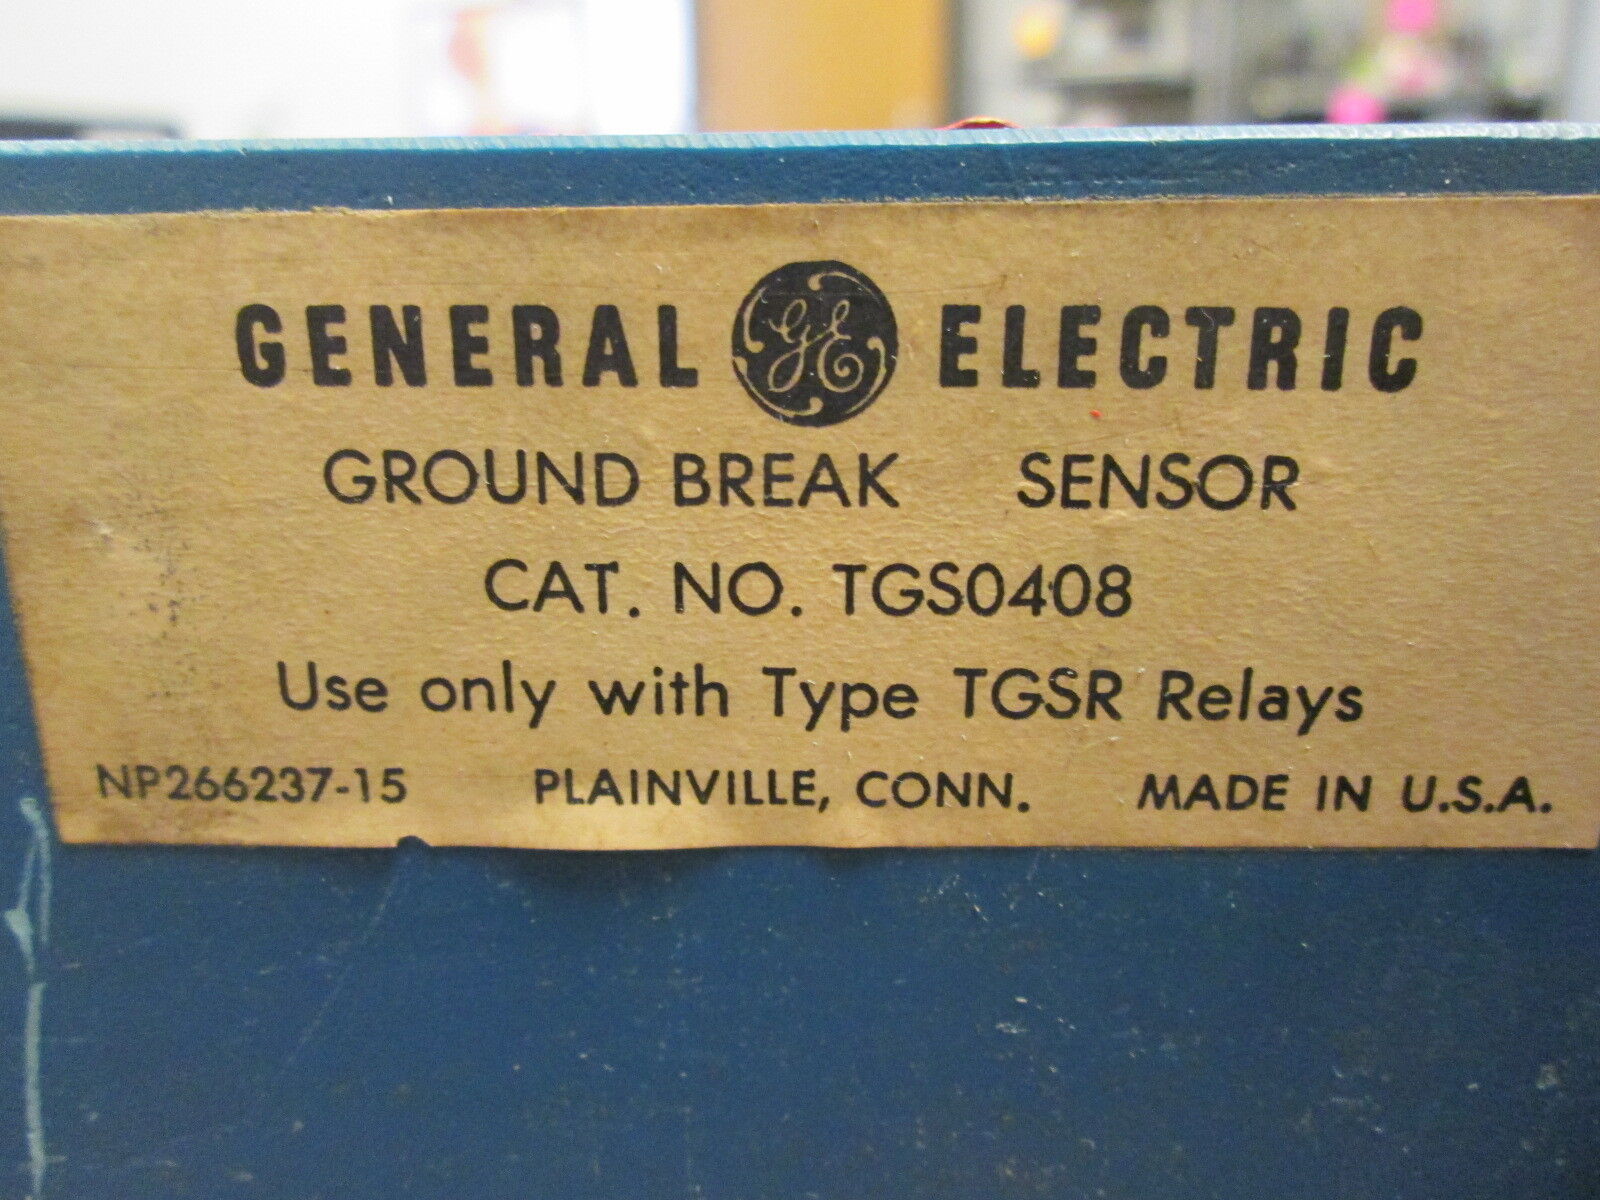 GENERAL GE ELECTRIC
GROUND BREAK SENSOR
CAT. NO. TGS0408
Use only with Type TGSR Relays
NP266237-15 PLAINVILLE, CONN. MADE IN U.S.A.